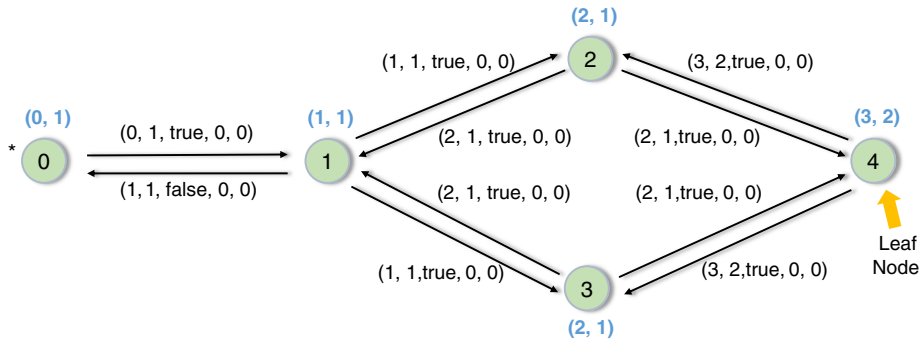 (2, 1)
2
(1, 1, true, 0, 0)
(3, 2,true, 0, 0)
(0, 1)
(1, 1)
(3, 2)
(0, 1, true, 0, 0)
(2, 1, true, 0, 0)
(2, 1,true, 0, 0)
*
0
1
4
(1, 1, false, 0, 0)
(2, 1, true, 0, 0)
(2, 1,true, 0, 0)
Leaf
Node
(1, 1,true, 0, 0)
(3, 2,true, 0, 0)
3
(2, 1)